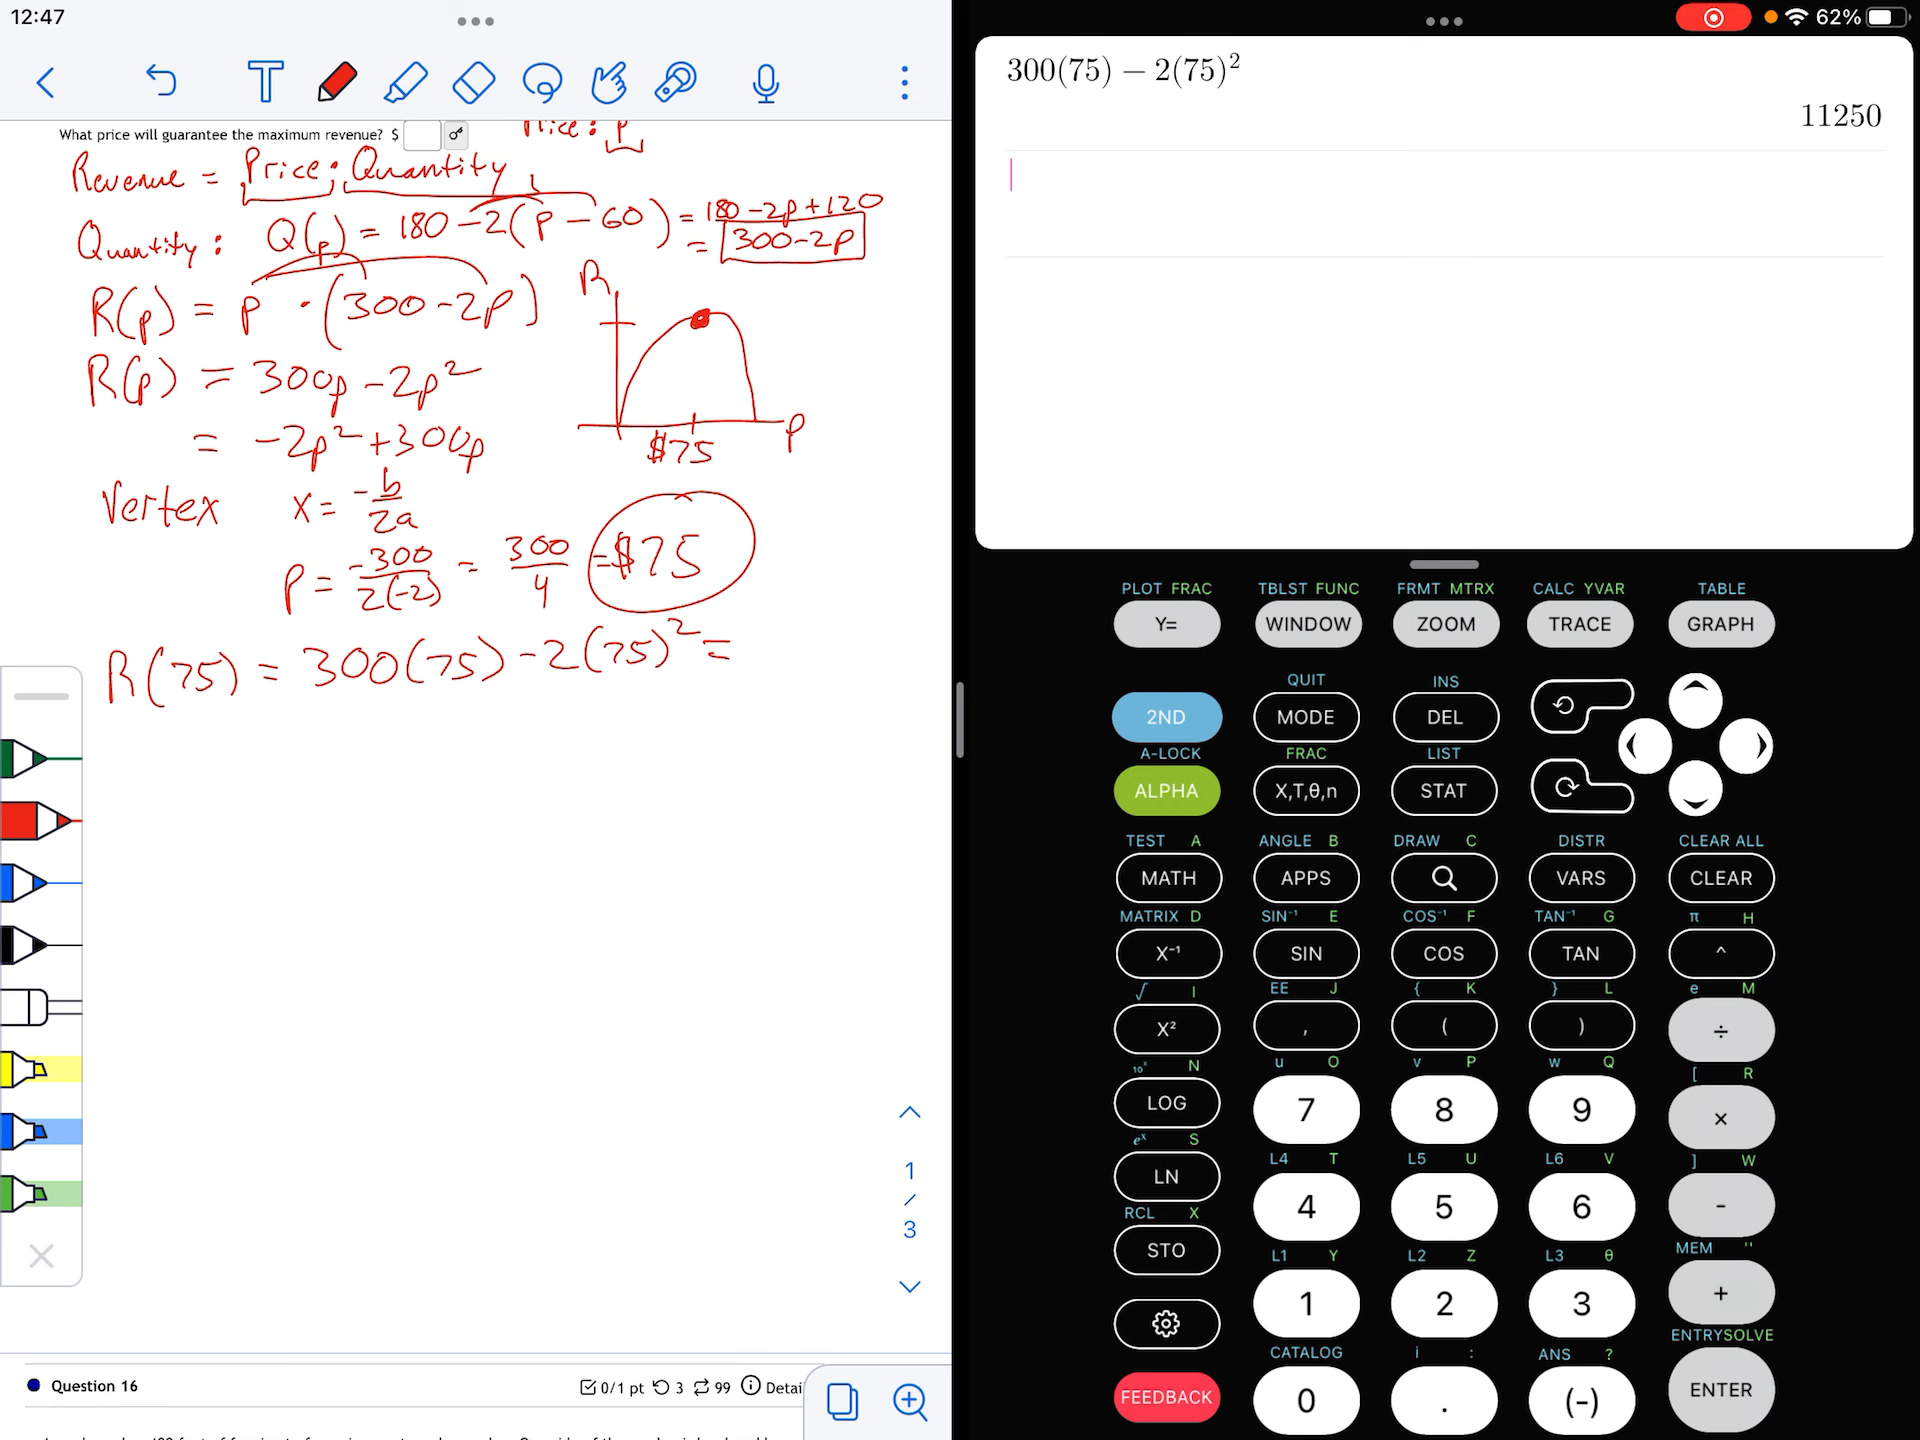 12:47
62%
What price will guarantee the maximum revenue? $
Price: p
Revenue = Price · Quantity
Quantity: Q(p) = 180 - 2(p - 60) = 180 - 2p + 120
= 300 - 2p
R(p) = p · (300 - 2p)
R
R(p) = 300p - 2p²
= -2p² + 300p
$75
p
Vertex x = -b/2a
p = -300/2(-2) = 300/4 = $75
R(75) = 300(75) - 2(75)² =
1
/
3
Question 16
0/1 pt 3 99 Detai
300(75) − 2(75)²
11250
PLOT FRAC TBLST FUNC FRMT MTRX CALC YVAR TABLE
Y= WINDOW ZOOM TRACE GRAPH
QUIT INS
2ND MODE DEL
A-LOCK FRAC LIST
ALPHA X,T,θ,n STAT
TEST A ANGLE B DRAW C DISTR CLEAR ALL
MATH APPS VARS CLEAR
MATRIX D SIN⁻¹ E COS⁻¹ F TAN⁻¹ G π H
X⁻¹ SIN COS TAN ^
√ I EE J { K } L e M
X² , ( ) ÷
10ˣ N u O v P w Q [ R
LOG 7 8 9 ×
eˣ S L4 T L5 U L6 V ] W
LN 4 5 6 -
RCL X L1 Y L2 Z L3 θ MEM "
STO 1 2 3 +
CATALOG i : ANS ? ENTRY SOLVE
FEEDBACK 0 . (-) ENTER